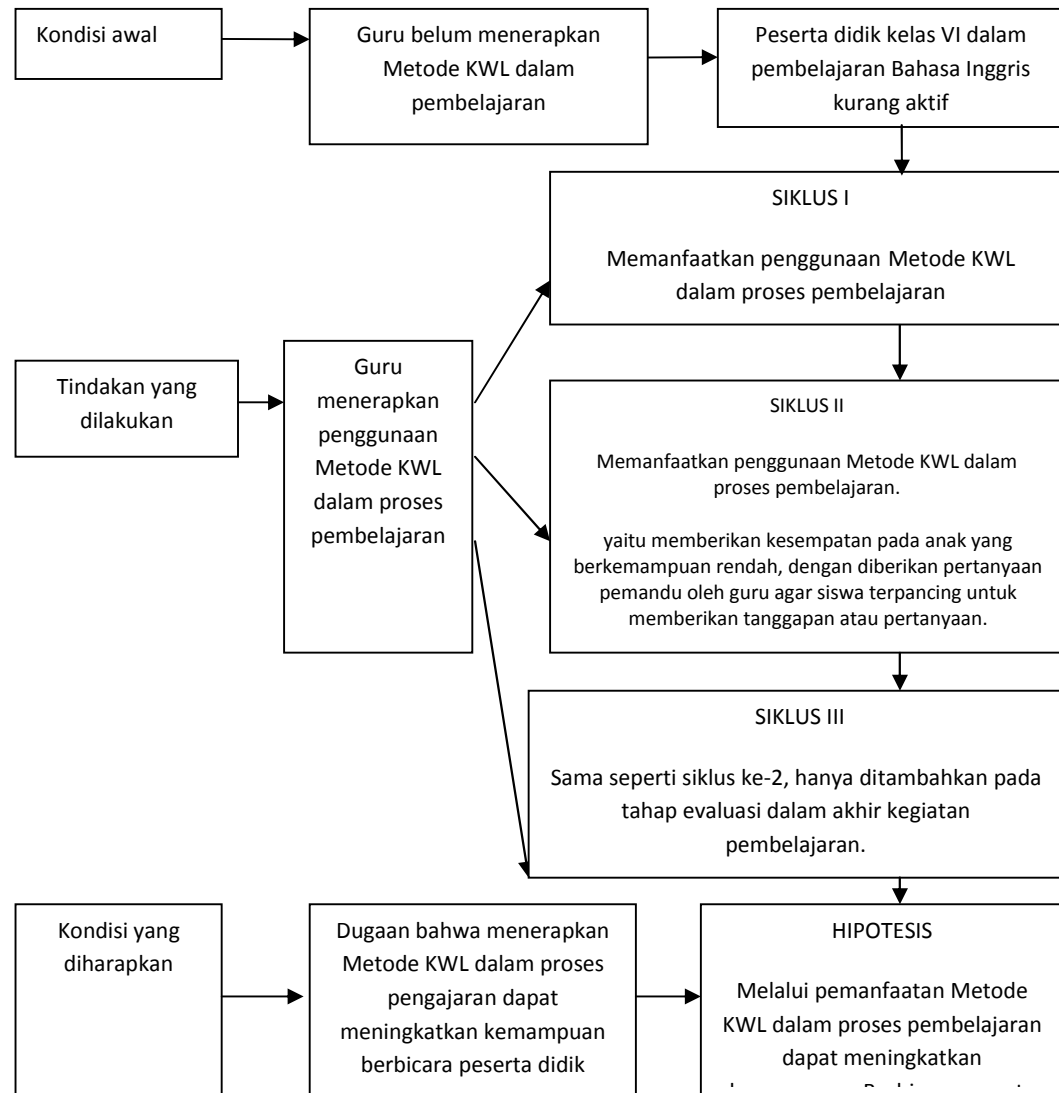 Kondisi awal
Guru belum menerapkan
Metode KWL dalam
pembelajaran
Peserta didik kelas VI dalam
pembelajaran Bahasa Inggris
kurang aktif
SIKLUS I
Memanfaatkan penggunaan Metode KWL
dalam proses pembelajaran
Tindakan yang
dilakukan
Guru
menerapkan
penggunaan
Metode KWL
dalam proses
pembelajaran
SIKLUS II
Memanfaatkan penggunaan Metode KWL dalam
proses pembelajaran.
yaitu memberikan kesempatan pada anak yang
berkemampuan rendah, dengan diberikan pertanyaan
pemandu oleh guru agar siswa terpancing untuk
memberikan tanggapan atau pertanyaan.
SIKLUS III
Sama seperti siklus ke-2, hanya ditambahkan pada
tahap evaluasi dalam akhir kegiatan
pembelajaran.
Kondisi yang
diharapkan
Dugaan bahwa menerapkan
Metode KWL dalam proses
pengajaran dapat
meningkatkan kemampuan
berbicara peserta didik
HIPOTESIS
Melalui pemanfaatan Metode
KWL dalam proses pembelajaran
dapat meningkatkan